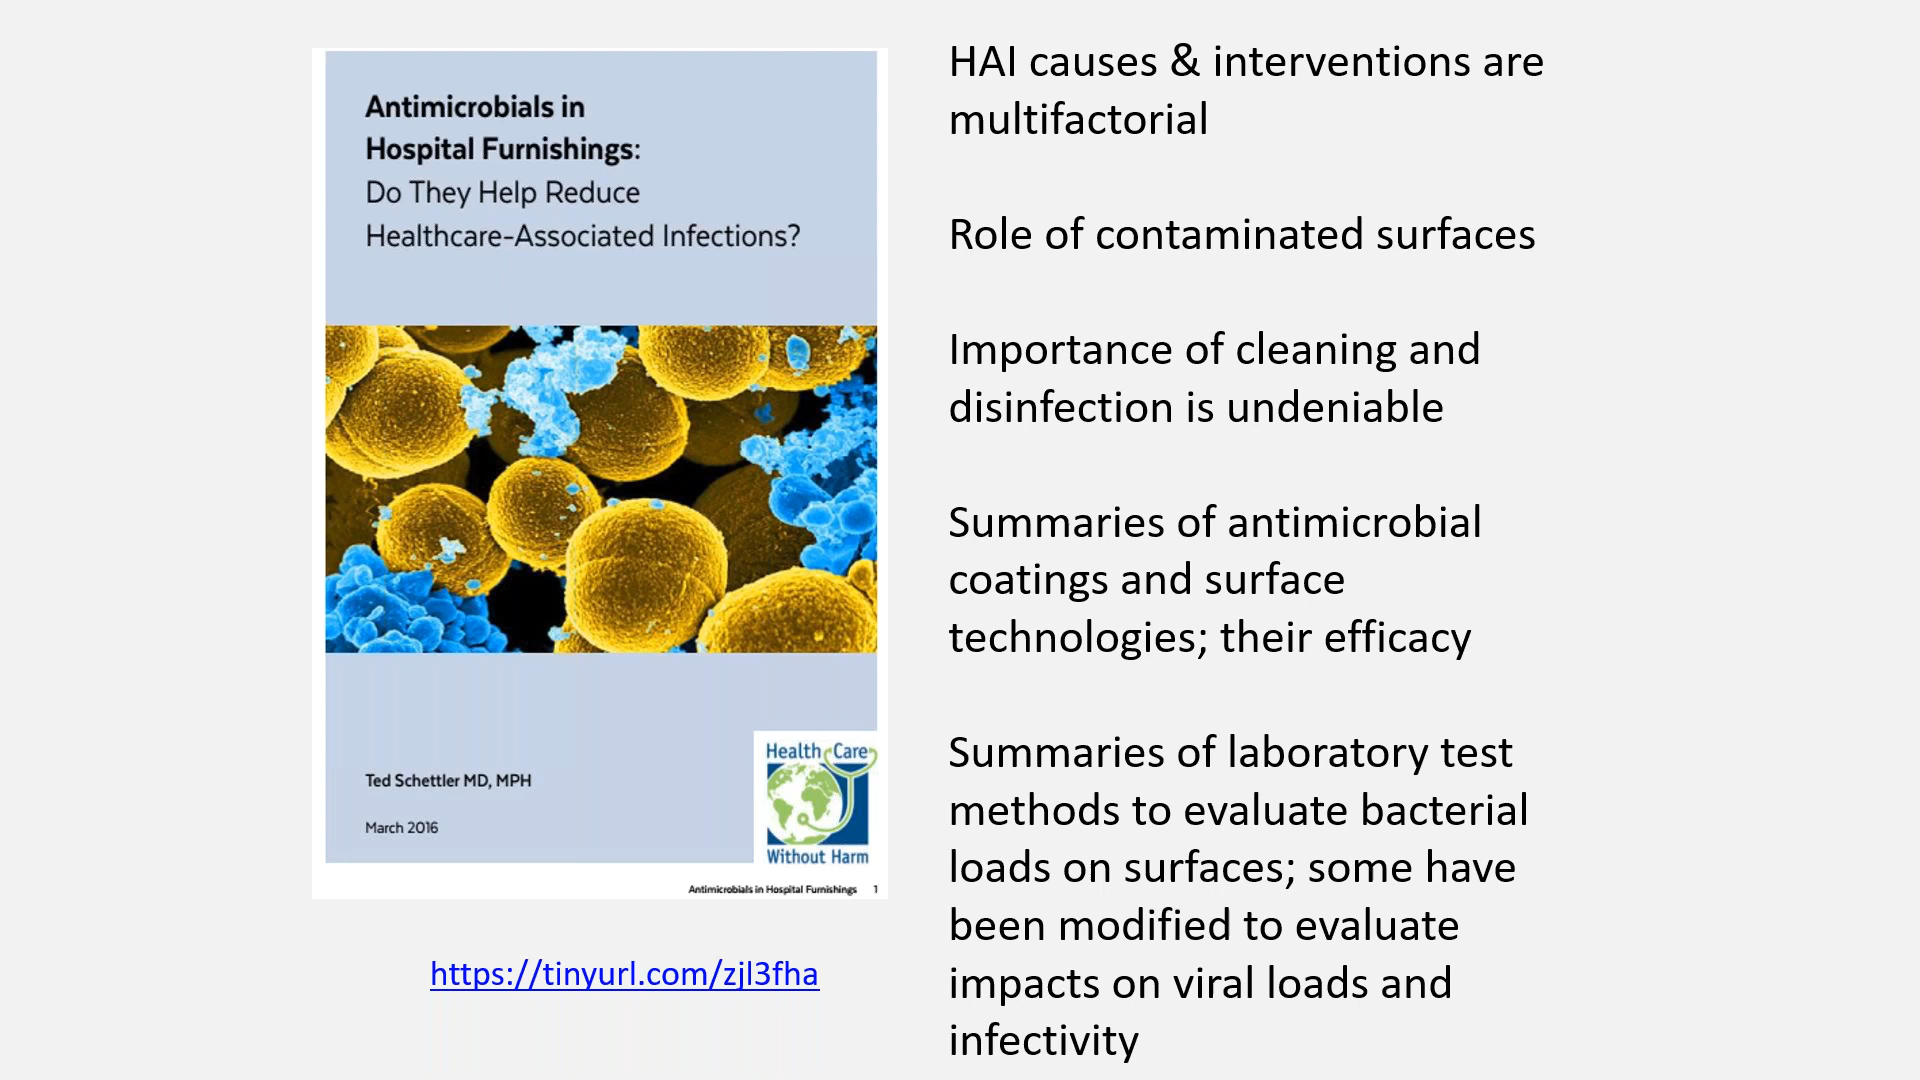 Antimicrobials in
Hospital Furnishings:
Do They Help Reduce
Healthcare-Associated Infections?
Ted Schettler MD, MPH
March 2016
Health Care
Without Harm
Antimicrobials in Hospital Furnishings 1
https://tinyurl.com/zjl3fha
HAI causes & interventions are
multifactorial
Role of contaminated surfaces
Importance of cleaning and
disinfection is undeniable
Summaries of antimicrobial
coatings and surface
technologies; their efficacy
Summaries of laboratory test
methods to evaluate bacterial
loads on surfaces; some have
been modified to evaluate
impacts on viral loads and
infectivity